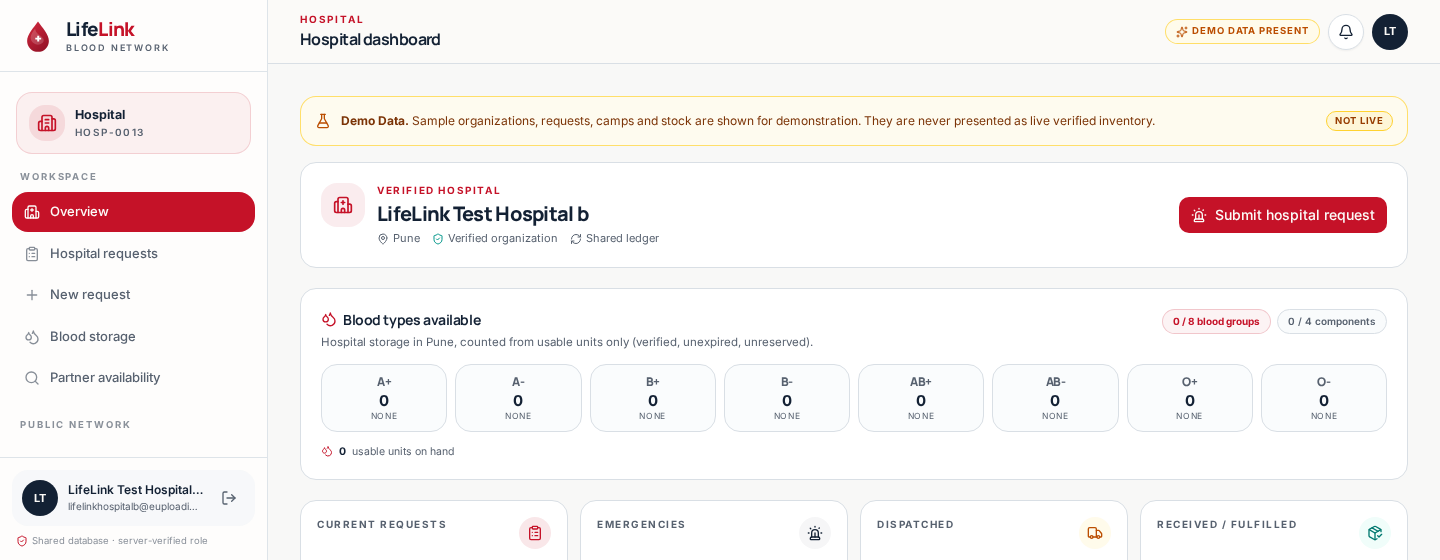 LifeLink
BLOOD NETWORK
Hospital
HOSP-0013
WORKSPACE
Overview
Hospital requests
New request
Blood storage
Partner availability
PUBLIC NETWORK
LT
LifeLink Test Hospital...
lifelinkhospitalb@euploadi...
Shared database · server-verified role
HOSPITAL
Hospital dashboard
DEMO DATA PRESENT
LT
Demo Data. Sample organizations, requests, camps and stock are shown for demonstration. They are never presented as live verified inventory.
NOT LIVE
VERIFIED HOSPITAL
LifeLink Test Hospital b
Pune Verified organization Shared ledger
Submit hospital request
Blood types available
0 / 8 blood groups
0 / 4 components
Hospital storage in Pune, counted from usable units only (verified, unexpired, unreserved).
A+ A- B+ B- AB+ AB- O+ O-
0 0 0 0 0 0 0 0
NONE NONE NONE NONE NONE NONE NONE NONE
0 usable units on hand
CURRENT REQUESTS
EMERGENCIES
DISPATCHED
RECEIVED / FULFILLED